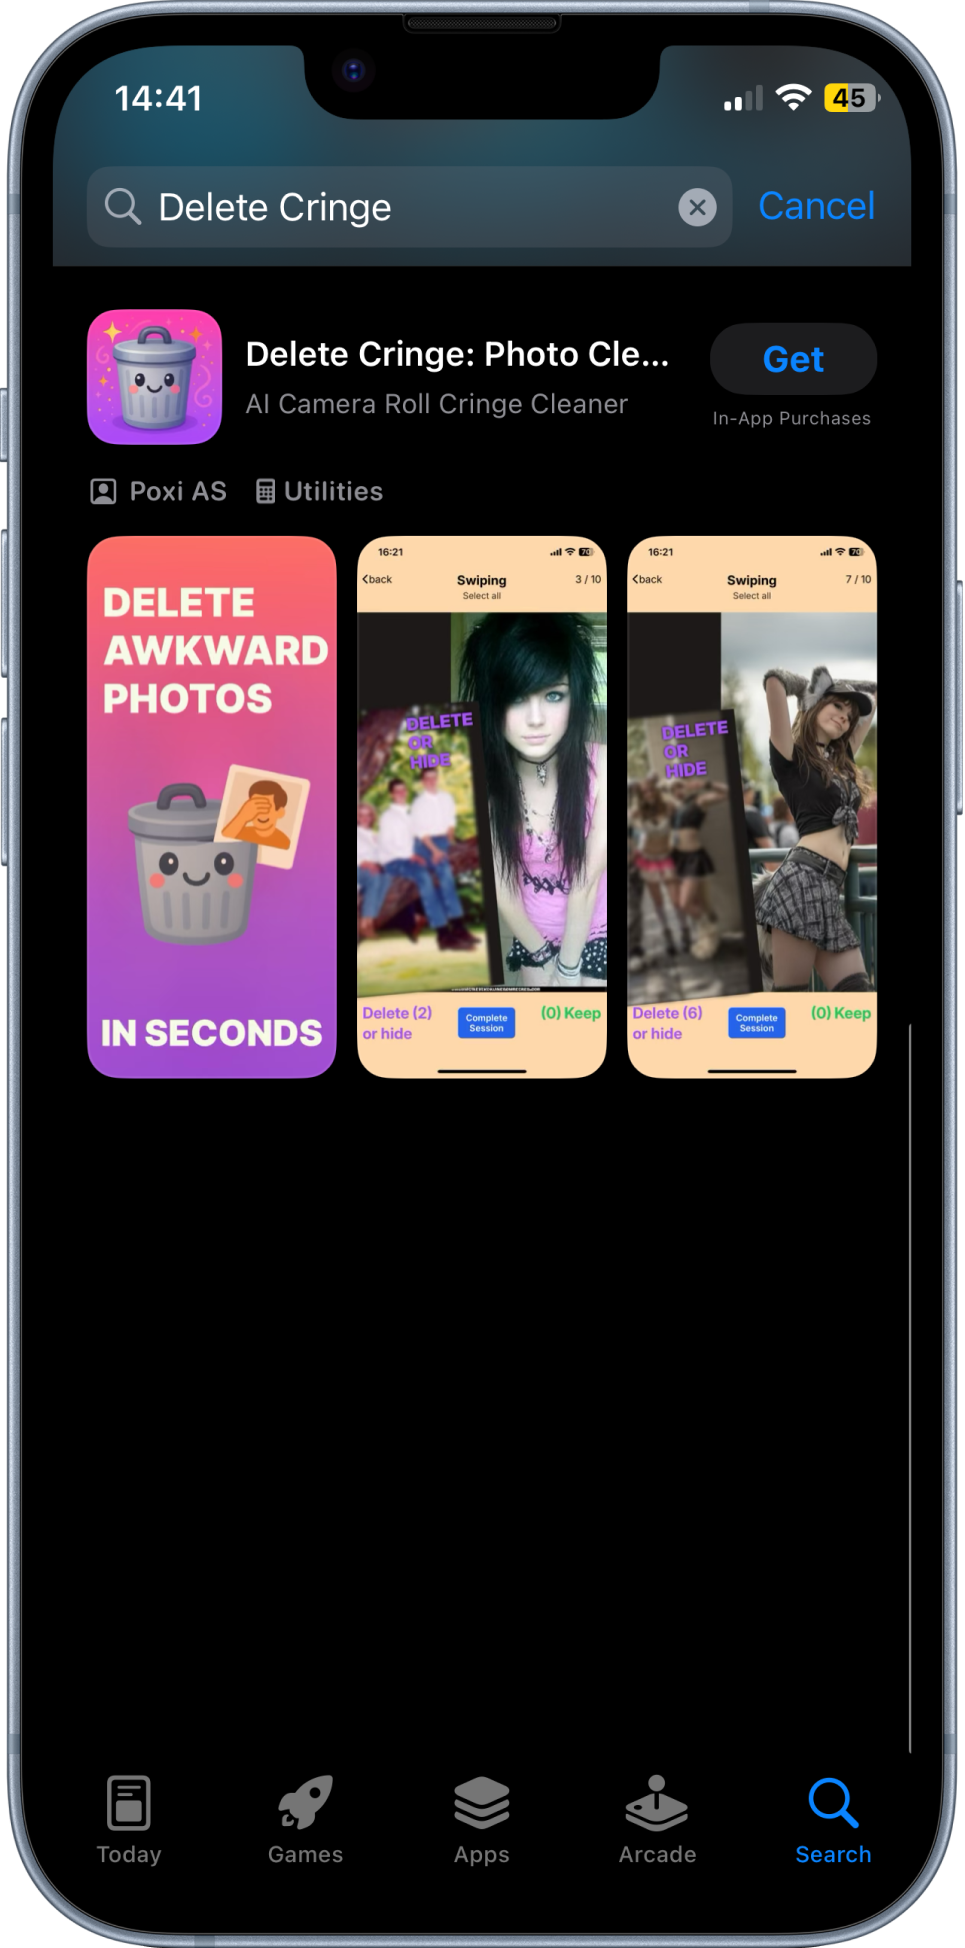 14:41
45
Delete Cringe
Cancel
Delete Cringe: Photo Cle...
AI Camera Roll Cringe Cleaner
Get
In-App Purchases
Poxi AS
Utilities
DELETE
AWKWARD
PHOTOS
IN SECONDS
16:21
70
back
Swiping
3 / 10
Select all
DELETE
OR
HIDE
Delete (2)
or hide
Complete
Session
(0) Keep
16:21
70
back
Swiping
7 / 10
Select all
DELETE
OR
HIDE
Delete (6)
or hide
Complete
Session
(0) Keep
Today
Games
Apps
Arcade
Search